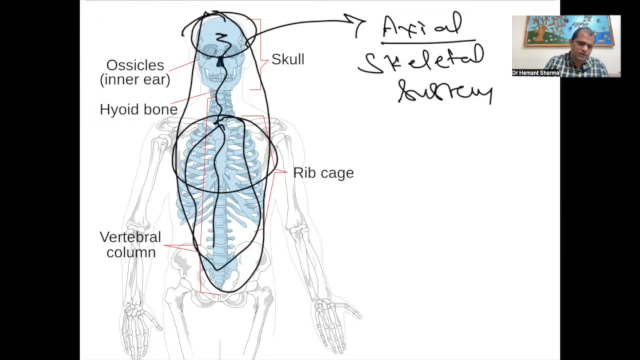 Axial
Skeletal
System
Dr Hemant Sharma
Ossicles
(inner ear)
Skull
Hyoid bone
Rib cage
Vertebral
column